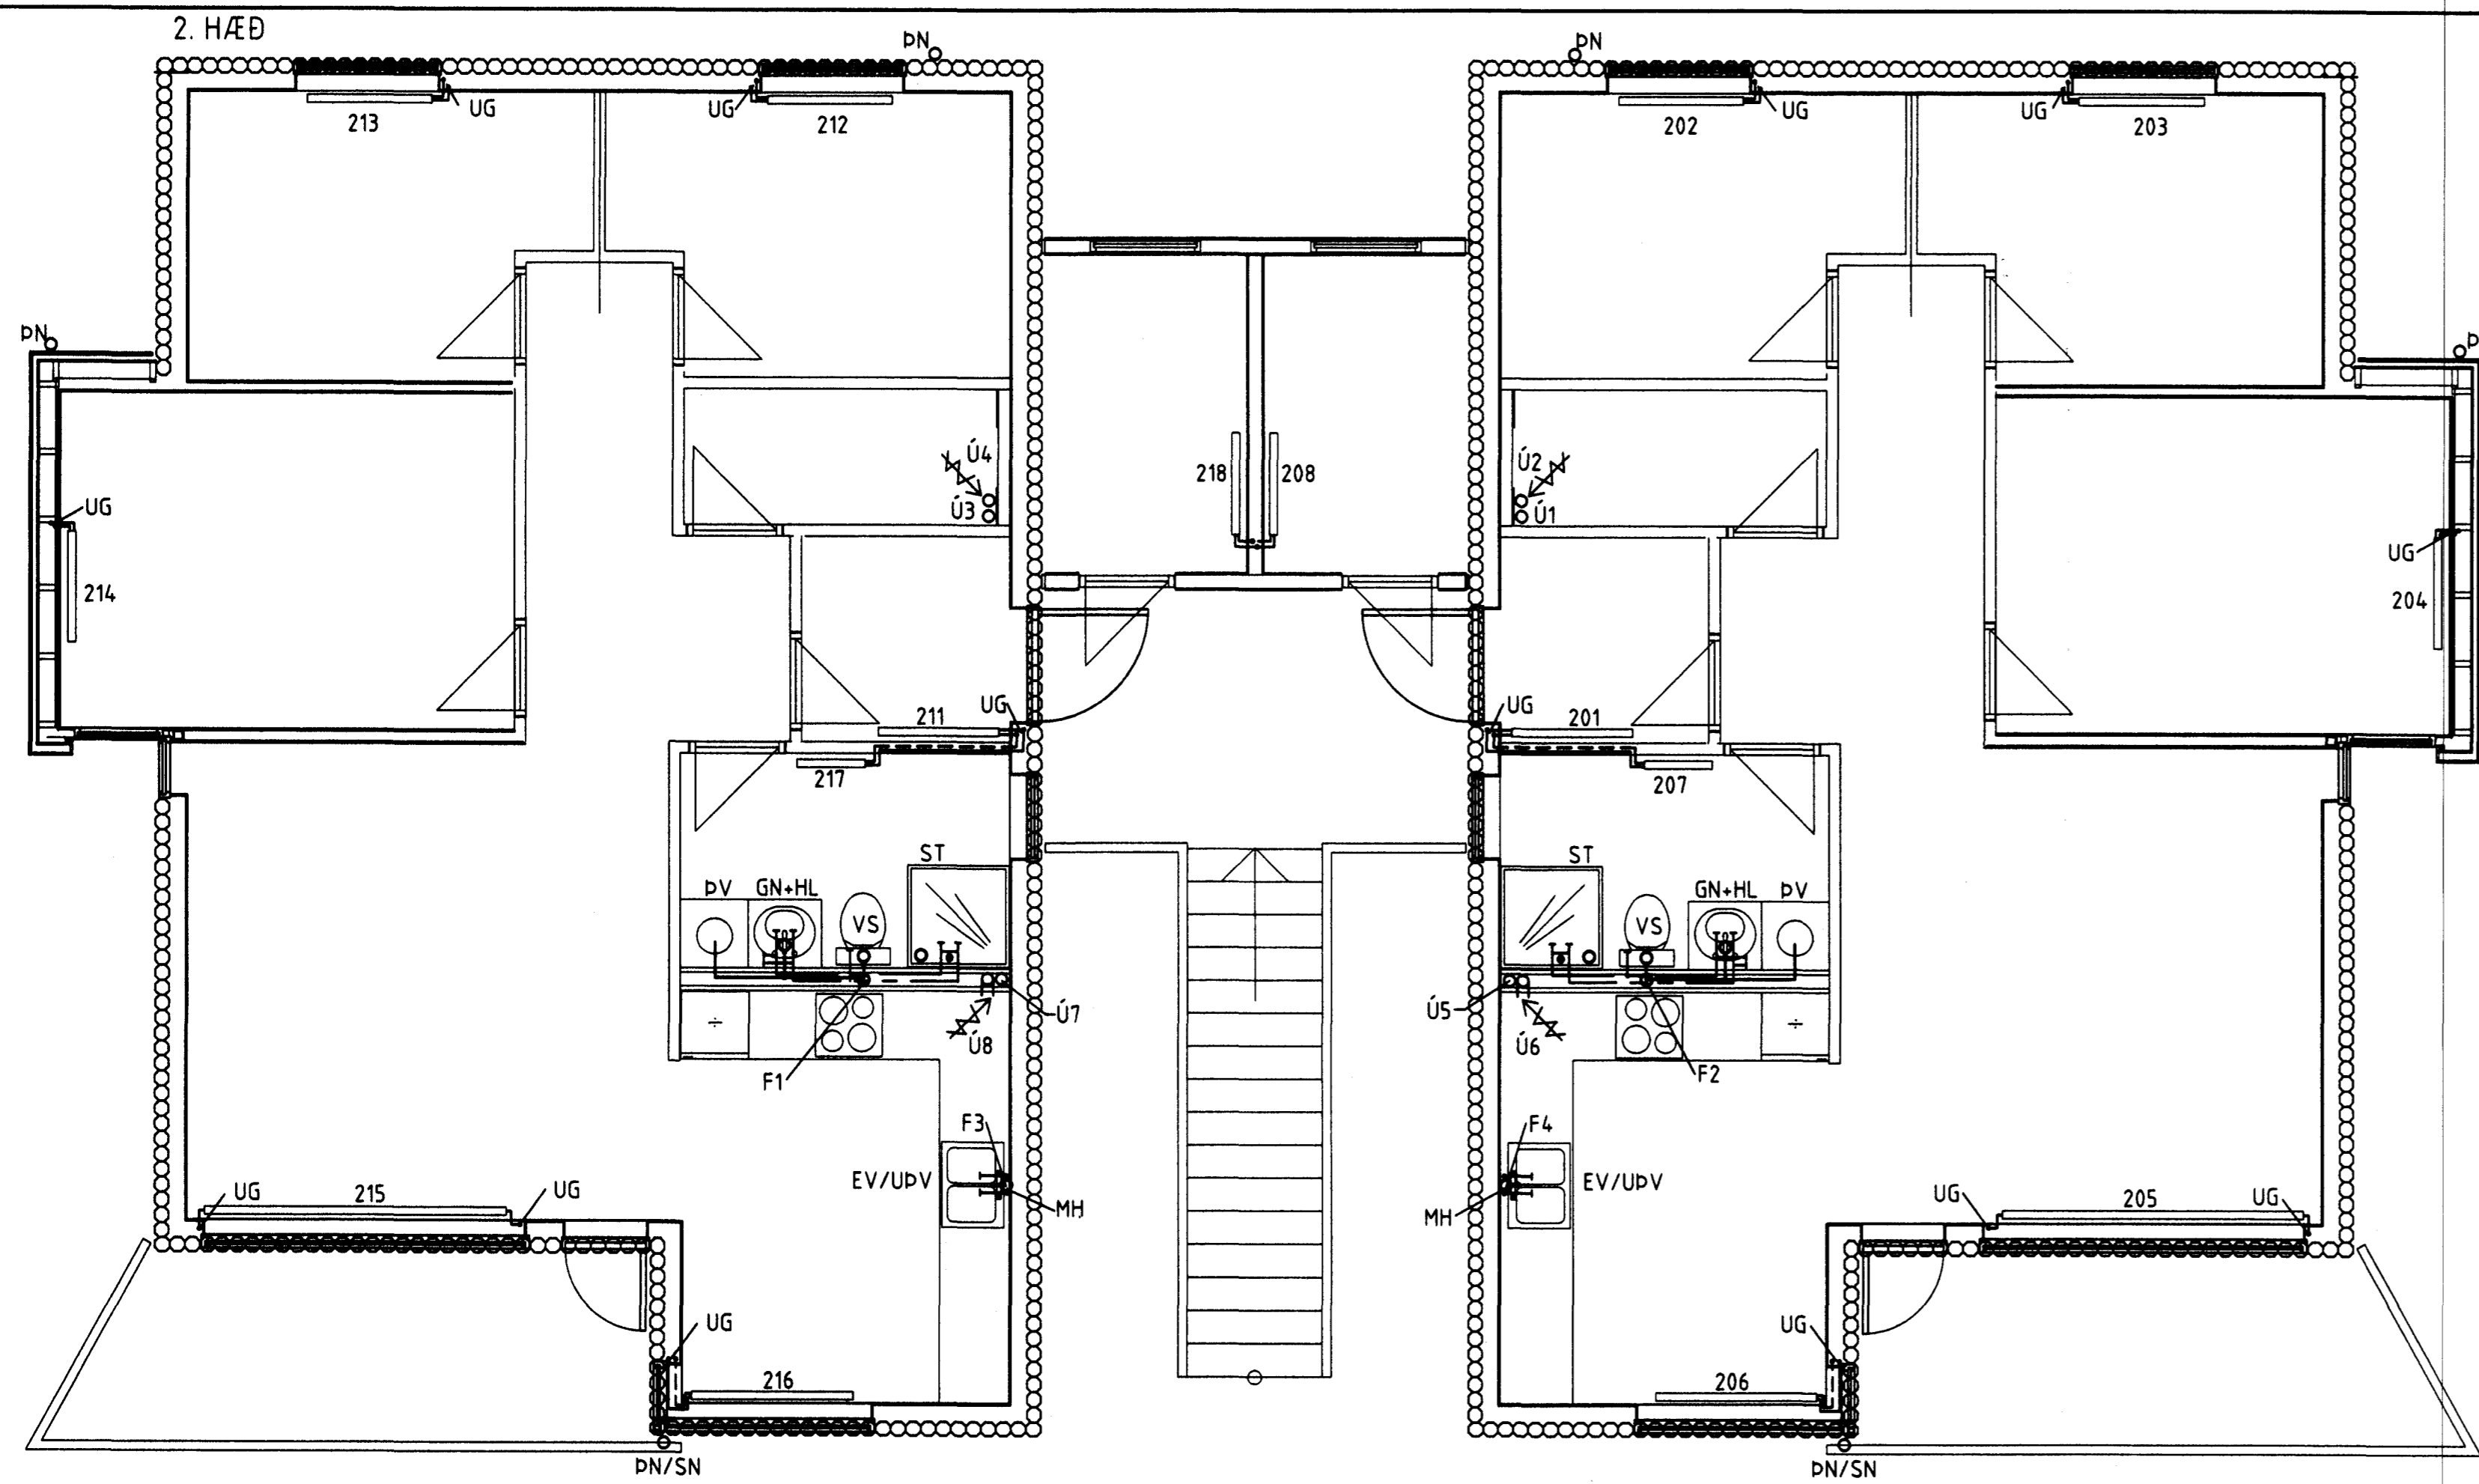 2. HÆÐ
ÞN
ÞN
UG
UG
UG
UG
213
212
202
203
ÞN
Þ
Ú4
Ú3
218
208
Ú2
Ú1
UG
214
UG
204
UG
211
UG
201
217
207
ST
ÞV
GN+HL
VS
ST
VS
GN+HL
ÞV
÷
Ú7
Ú8
Ú5
Ú6
÷
F1
F2
F3
EV/UÞV
MH
F4
EV/UÞV
MH
UG
215
UG
UG
205
UG
UG
216
UG
206
ÞN/SN
ÞN/SN